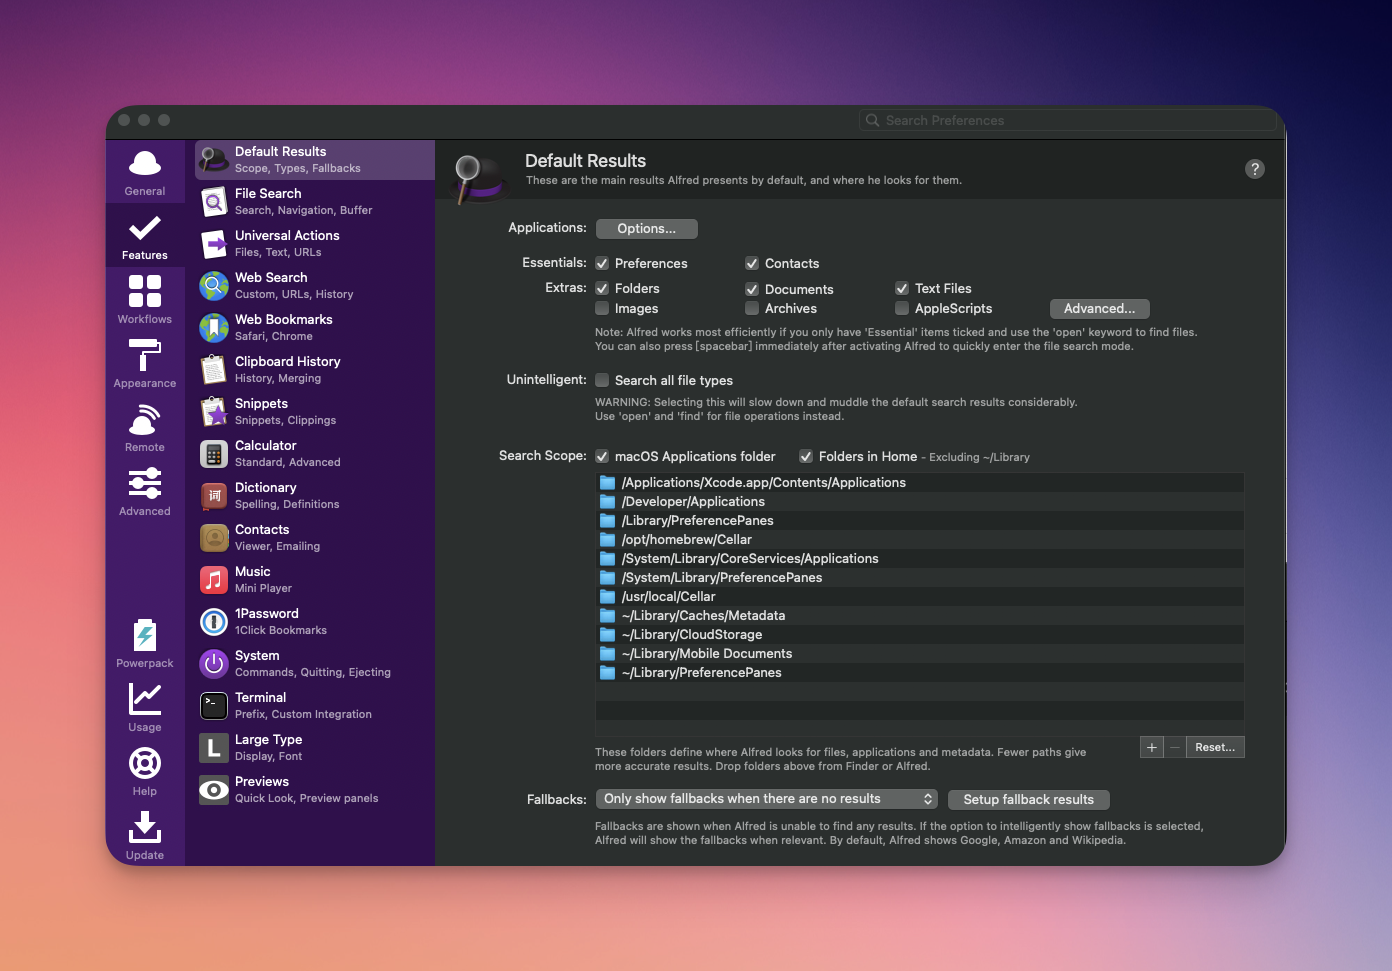 Search Preferences
General
Features
Workflows
Appearance
Remote
Advanced
Powerpack
Usage
Help
Update
Default Results
Scope, Types, Fallbacks
File Search
Search, Navigation, Buffer
Universal Actions
Files, Text, URLs
Web Search
Custom, URLs, History
Web Bookmarks
Safari, Chrome
Clipboard History
History, Merging
Snippets
Snippets, Clippings
Calculator
Standard, Advanced
词
Dictionary
Spelling, Definitions
Contacts
Viewer, Emailing
Music
Mini Player
1Password
1Click Bookmarks
System
Commands, Quitting, Ejecting
>_
Terminal
Prefix, Custom Integration
L
Large Type
Display, Font
Previews
Quick Look, Preview panels
Default Results
These are the main results Alfred presents by default, and where he looks for them.
?
Applications: Options...
Essentials: Preferences Contacts
Extras: Folders Documents Text Files
Images Archives AppleScripts Advanced...
Note: Alfred works most efficiently if you only have 'Essential' items ticked and use the 'open' keyword to find files.
You can also press [spacebar] immediately after activating Alfred to quickly enter the file search mode.
Unintelligent: Search all file types
WARNING: Selecting this will slow down and muddle the default search results considerably.
Use 'open' and 'find' for file operations instead.
Search Scope: macOS Applications folder Folders in Home - Excluding ~/Library
/Applications/Xcode.app/Contents/Applications
/Developer/Applications
/Library/PreferencePanes
/opt/homebrew/Cellar
/System/Library/CoreServices/Applications
/System/Library/PreferencePanes
/usr/local/Cellar
~/Library/Caches/Metadata
~/Library/CloudStorage
~/Library/Mobile Documents
~/Library/PreferencePanes
These folders define where Alfred looks for files, applications and metadata. Fewer paths give
more accurate results. Drop folders above from Finder or Alfred.
+ − Reset...
Fallbacks: Only show fallbacks when there are no results Setup fallback results
Fallbacks are shown when Alfred is unable to find any results. If the option to intelligently show fallbacks is selected,
Alfred will show the fallbacks when relevant. By default, Alfred shows Google, Amazon and Wikipedia.